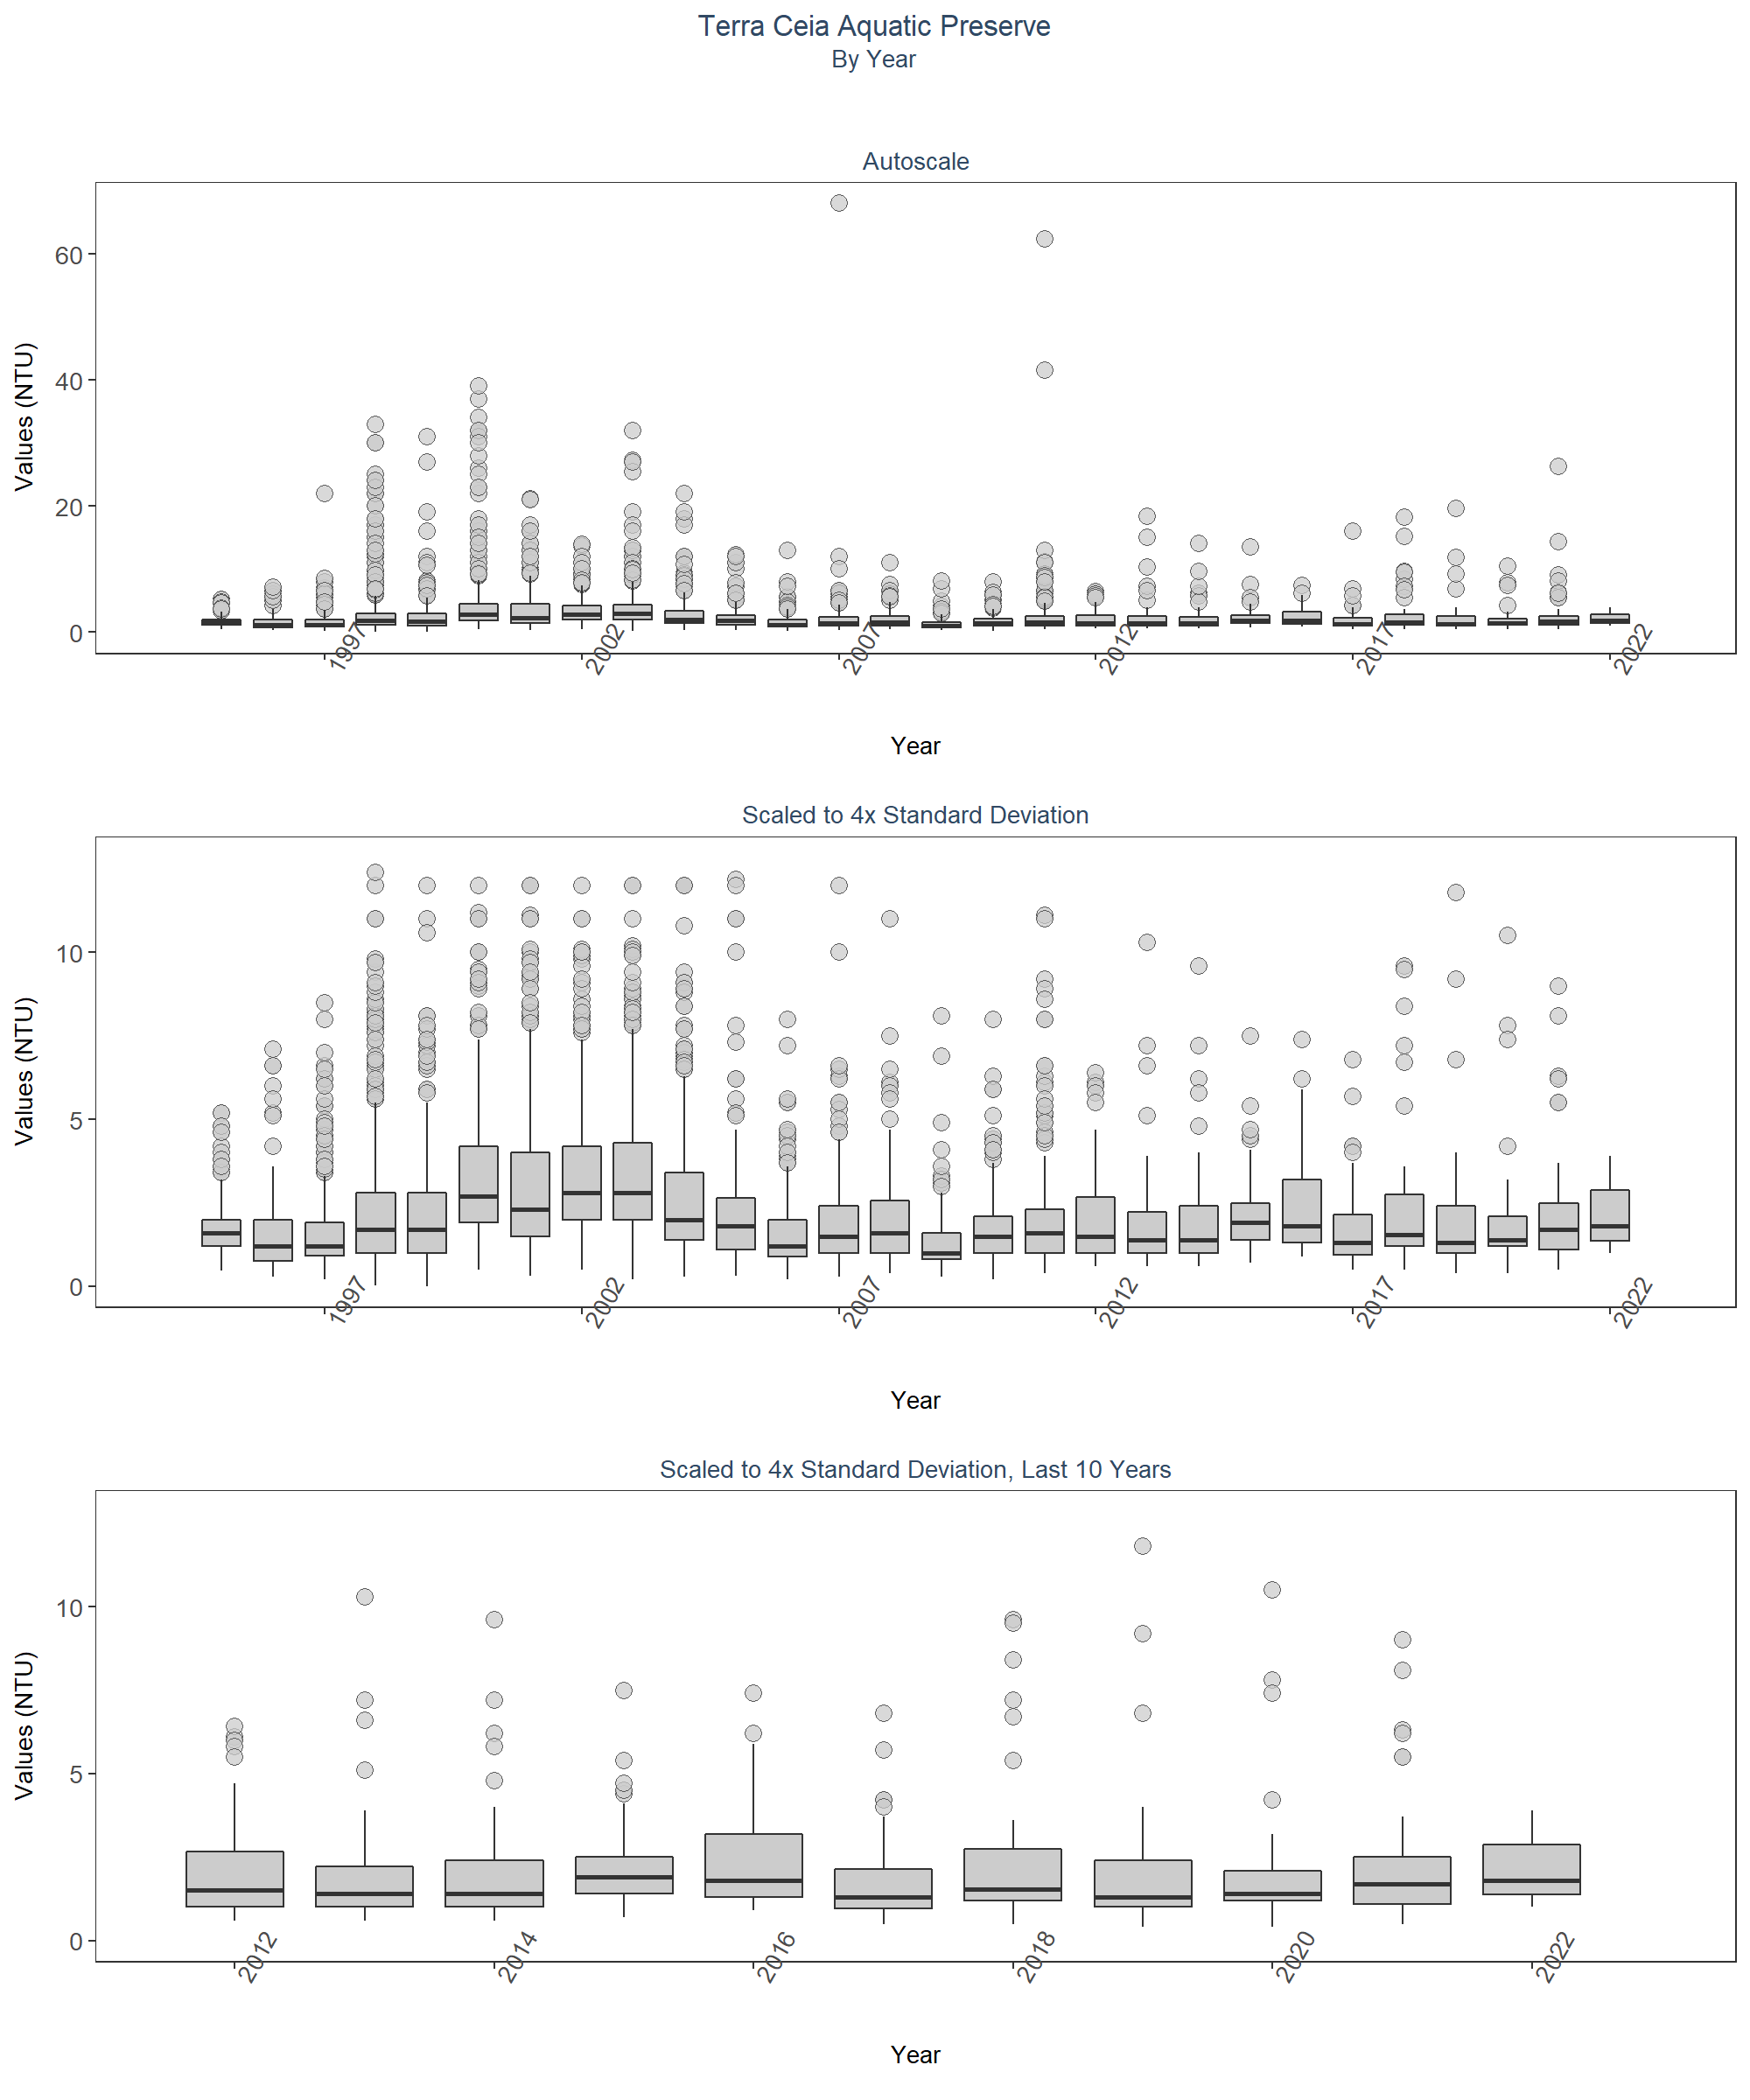 Terra Ceia Aquatic Preserve
By Year
Autoscale
Values (NTU)
60
40
20
0
1997
2002
2007
2012
2017
2022
Year
Scaled to 4x Standard Deviation
Values (NTU)
10
5
0
1997
2002
2007
2012
2017
2022
Year
Scaled to 4x Standard Deviation, Last 10 Years
Values (NTU)
10
5
0
2012
2014
2016
2018
2020
2022
Year